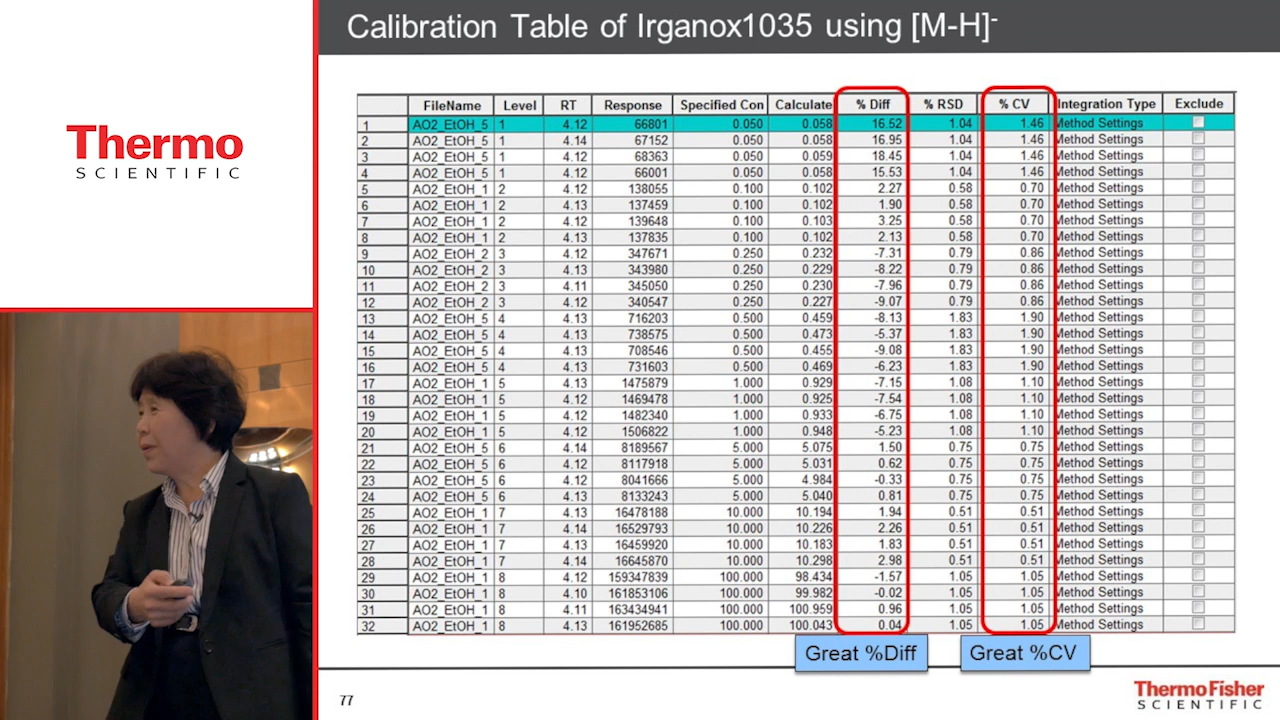 Calibration Table of Irganox1035 using [M-H]-
Thermo
SCIENTIFIC
FileName Level RT Response Specified Con Calculate % Diff % RSD % CV Integration Type Exclude
1 AO2_EtOH_5 1 4.12 66801 0.050 0.058 16.52 1.04 1.46 Method Settings
2 AO2_EtOH_5 1 4.14 67152 0.050 0.058 16.95 1.04 1.46 Method Settings
3 AO2_EtOH_5 1 4.12 68363 0.050 0.059 18.45 1.04 1.46 Method Settings
4 AO2_EtOH_5 1 4.12 66001 0.050 0.058 15.53 1.04 1.46 Method Settings
5 AO2_EtOH_1 2 4.12 138055 0.100 0.102 2.27 0.58 0.70 Method Settings
6 AO2_EtOH_1 2 4.13 137459 0.100 0.102 1.90 0.58 0.70 Method Settings
7 AO2_EtOH_1 2 4.12 139648 0.100 0.103 3.25 0.58 0.70 Method Settings
8 AO2_EtOH_1 2 4.13 137835 0.100 0.102 2.13 0.58 0.70 Method Settings
9 AO2_EtOH_2 3 4.12 347671 0.250 0.232 -7.31 0.79 0.86 Method Settings
10 AO2_EtOH_2 3 4.13 343980 0.250 0.229 -8.22 0.79 0.86 Method Settings
11 AO2_EtOH_2 3 4.11 345050 0.250 0.230 -7.96 0.79 0.86 Method Settings
12 AO2_EtOH_2 3 4.12 340547 0.250 0.227 -9.07 0.79 0.86 Method Settings
13 AO2_EtOH_5 4 4.13 716203 0.500 0.459 -8.13 1.83 1.90 Method Settings
14 AO2_EtOH_5 4 4.13 738575 0.500 0.473 -5.37 1.83 1.90 Method Settings
15 AO2_EtOH_5 4 4.13 708546 0.500 0.455 -9.08 1.83 1.90 Method Settings
16 AO2_EtOH_5 4 4.13 731603 0.500 0.469 -6.23 1.83 1.90 Method Settings
17 AO2_EtOH_1 5 4.13 1475879 1.000 0.929 -7.15 1.08 1.10 Method Settings
18 AO2_EtOH_1 5 4.12 1469478 1.000 0.925 -7.54 1.08 1.10 Method Settings
19 AO2_EtOH_1 5 4.12 1482340 1.000 0.933 -6.75 1.08 1.10 Method Settings
20 AO2_EtOH_1 5 4.12 1506822 1.000 0.948 -5.23 1.08 1.10 Method Settings
21 AO2_EtOH_5 6 4.14 8189567 5.000 5.075 1.50 0.75 0.75 Method Settings
22 AO2_EtOH_5 6 4.12 8117918 5.000 5.031 0.62 0.75 0.75 Method Settings
23 AO2_EtOH_5 6 4.12 8041666 5.000 4.984 -0.33 0.75 0.75 Method Settings
24 AO2_EtOH_5 6 4.13 8133243 5.000 5.040 0.81 0.75 0.75 Method Settings
25 AO2_EtOH_1 7 4.13 16478188 10.000 10.194 1.94 0.51 0.51 Method Settings
26 AO2_EtOH_1 7 4.14 16529793 10.000 10.226 2.26 0.51 0.51 Method Settings
27 AO2_EtOH_1 7 4.13 16459920 10.000 10.183 1.83 0.51 0.51 Method Settings
28 AO2_EtOH_1 7 4.14 16645870 10.000 10.298 2.98 0.51 0.51 Method Settings
29 AO2_EtOH_1 8 4.12 159347839 100.000 98.434 -1.57 1.05 1.05 Method Settings
30 AO2_EtOH_1 8 4.10 161853106 100.000 99.982 -0.02 1.05 1.05 Method Settings
31 AO2_EtOH_1 8 4.11 163434941 100.000 100.959 0.96 1.05 1.05 Method Settings
32 AO2_EtOH_1 8 4.13 161952685 100.000 100.043 0.04 1.05 1.05 Method Settings
Great %Diff Great %CV
77
ThermoFisher
SCIENTIFIC